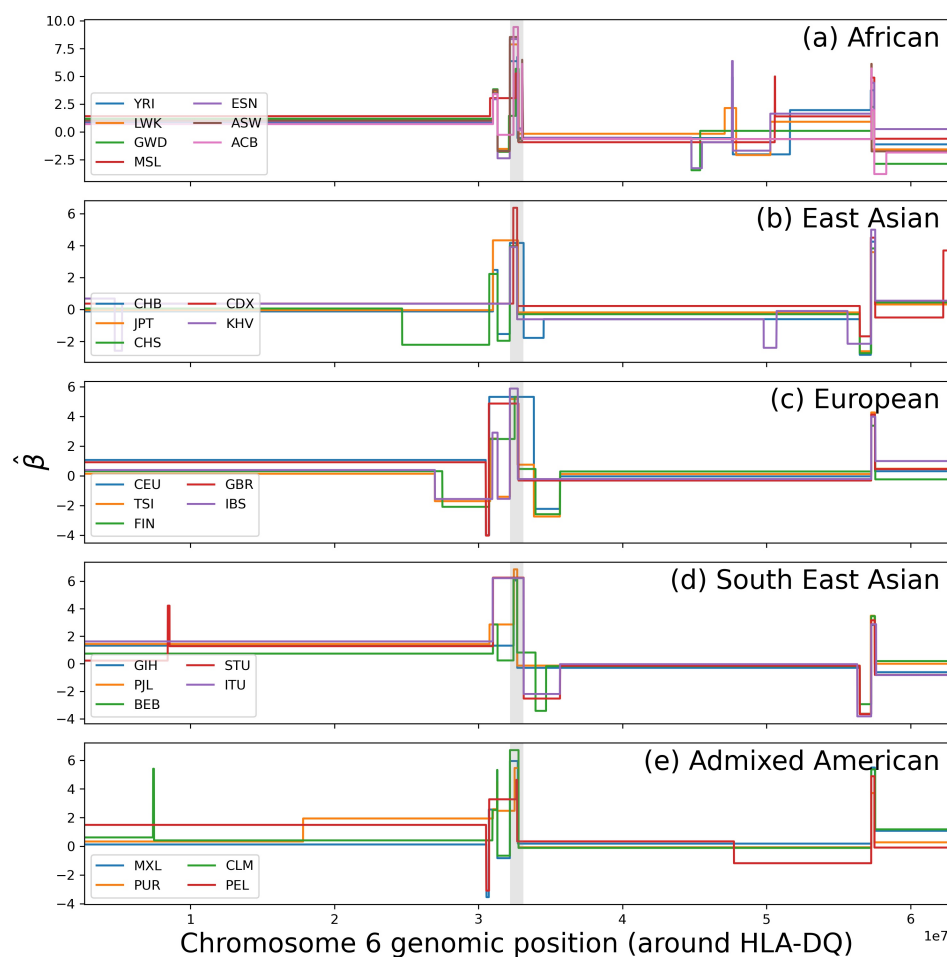 (a) African
10.0
7.5
5.0
2.5
0.0
−2.5
YRI ESN
LWK ASW
GWD ACB
MSL
(b) East Asian
6
4
2
0
−2
CHB CDX
JPT KHV
CHS
(c) European
6
4
2
0
−2
−4
β̂
CEU GBR
TSI IBS
FIN
(d) South East Asian
6
4
2
0
−2
−4
GIH STU
PJL ITU
BEB
(e) Admixed American
6
4
2
0
−2
−4
MXL CLM
PUR PEL
1 2 3 4 5 6
1e7
Chromosome 6 genomic position (around HLA-DQ)